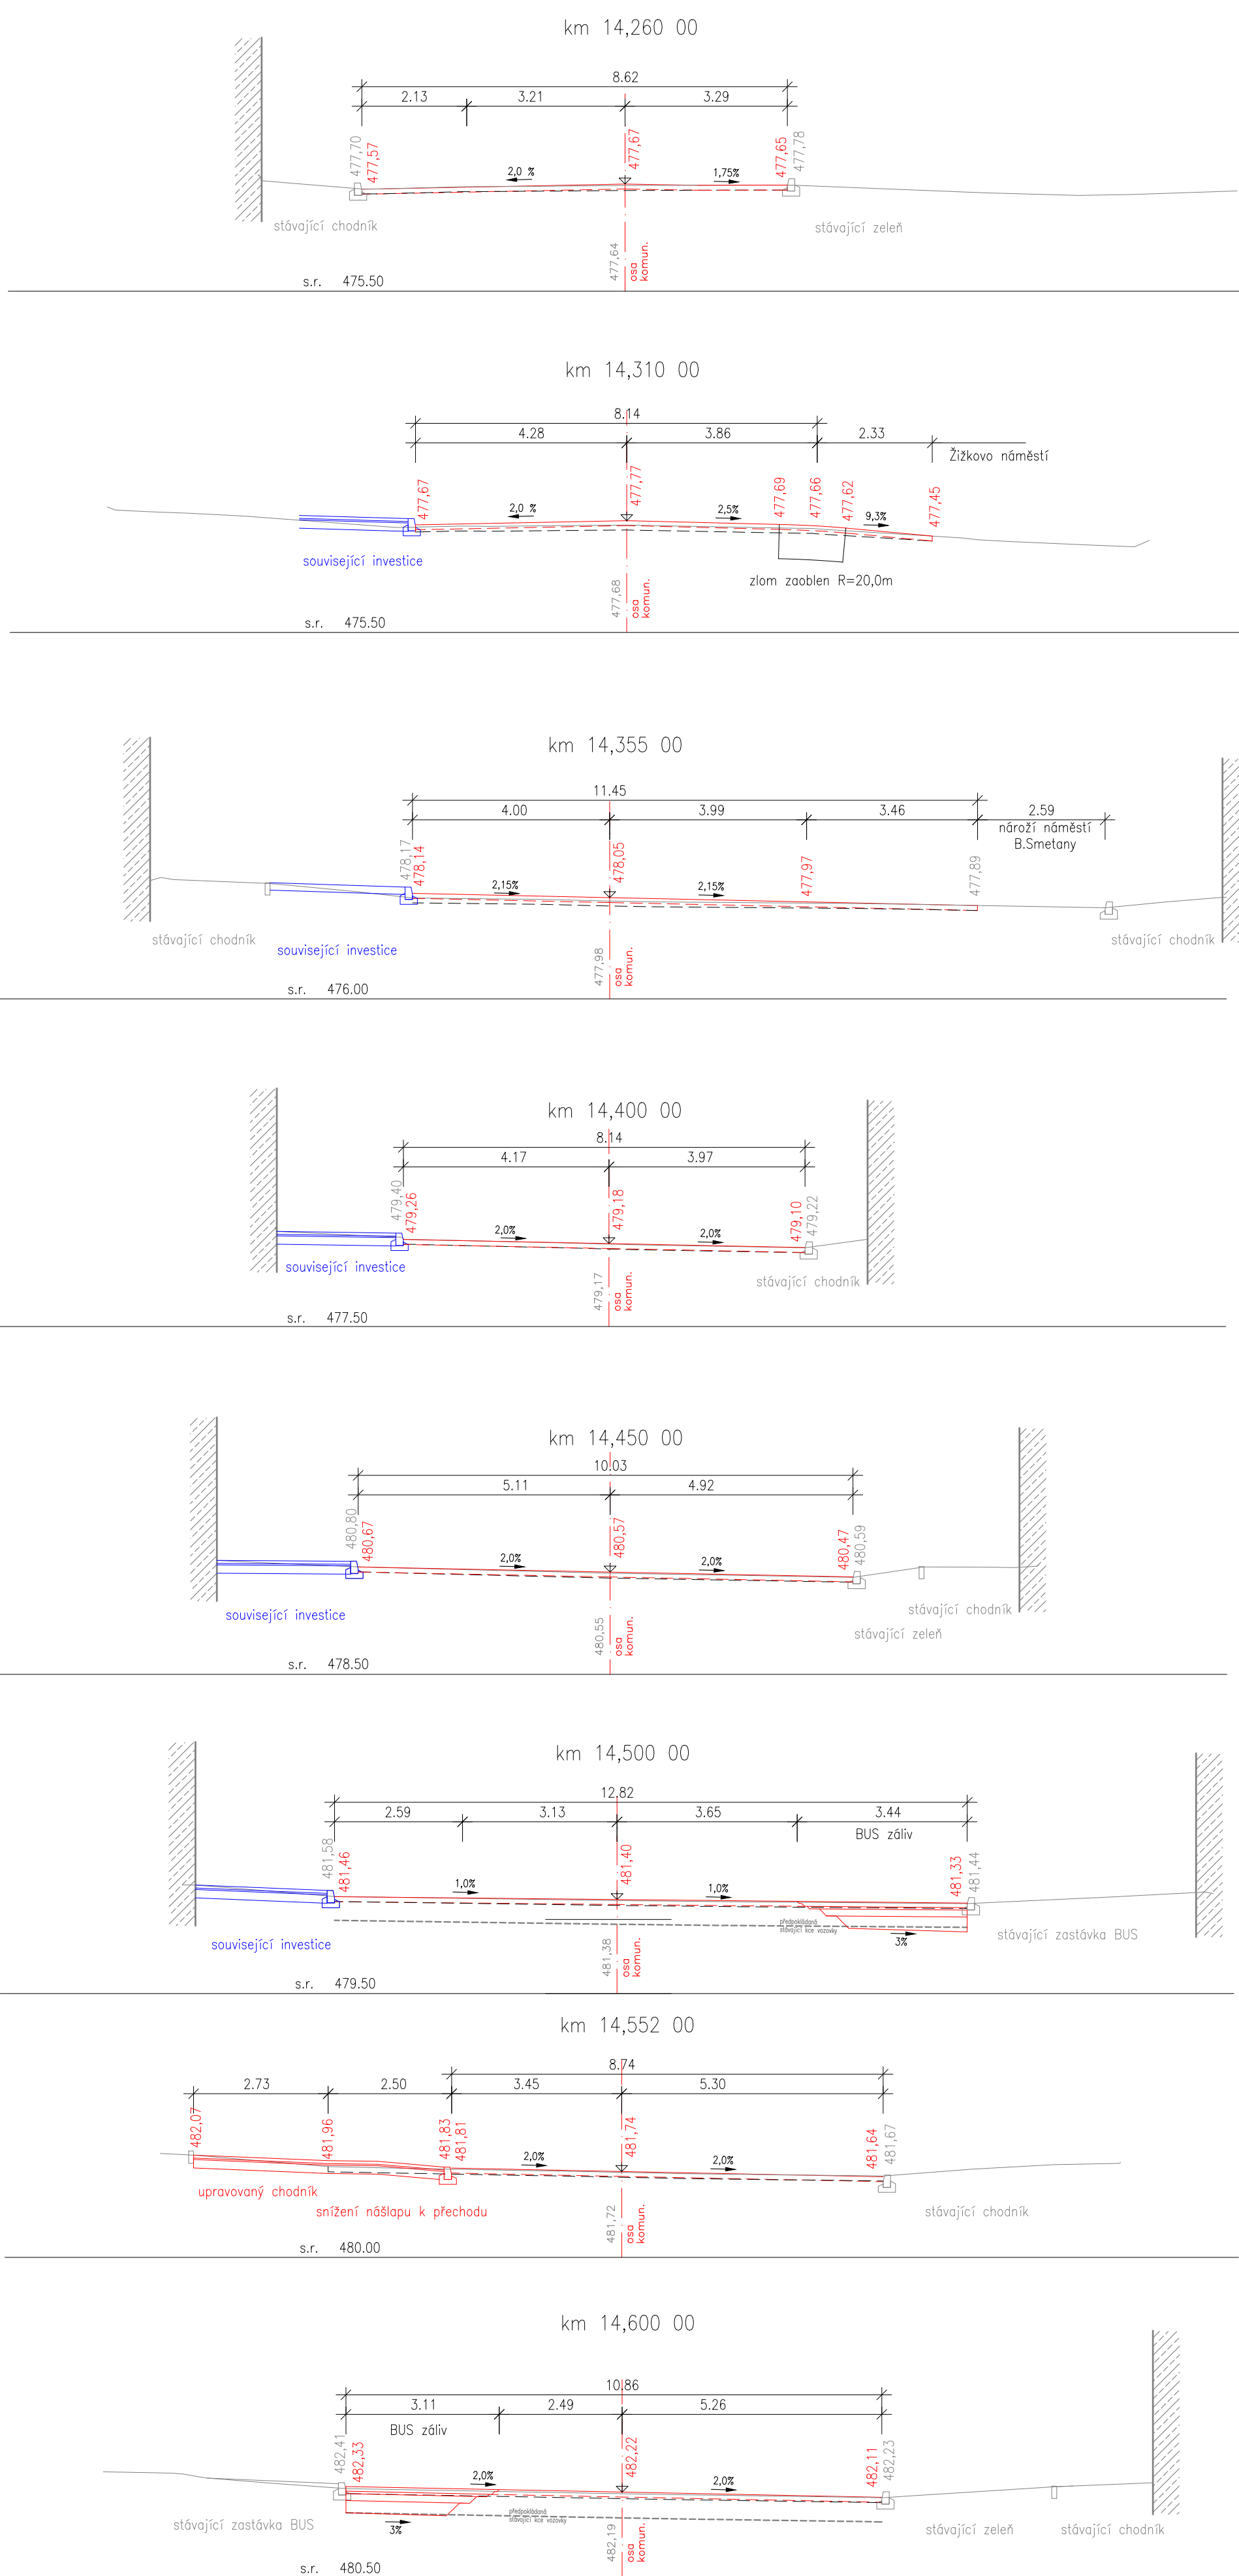 km 14,260 00
8.62
2.13 3.21 3.29
477,70 477,57 477,67 477,65 477,78
2,0 % 1,75%
stávající chodník stávající zeleň
477,64 osa komun.
s.r. 475.50
km 14,310 00
8.14
4.28 3.86 2.33
Žižkovo náměstí
477,67 477,77 477,69 477,66 477,62 477,45
2,0 % 2,5% 9,3%
související investice
zlom zaoblen R=20,0m
477,68 osa komun.
s.r. 475.50
km 14,355 00
11.45
4.00 3.99 3.46 2.59
nároží náměstí
B.Smetany
478,17 478,14 478,05 477,97 477,89
2,15% 2,15%
stávající chodník související investice stávající chodník
477,98 osa komun.
s.r. 476.00
km 14,400 00
8.14
4.17 3.97
479,40 479,26 479,18 479,10 479,22
2,0% 2,0%
související investice stávající chodník
479,17 osa komun.
s.r. 477.50
km 14,450 00
10.03
5.11 4.92
480,80 480,67 480,57 480,47 480,59
2,0% 2,0%
související investice stávající chodník
stávající zeleň
480,55 osa komun.
s.r. 478.50
km 14,500 00
12.82
2.59 3.13 3.65 3.44
BUS záliv
481,58 481,46 481,40 481,33 481,44
1,0% 1,0%
předpokládaná
stávající kce vozovky
3%
související investice stávající zastávka BUS
481,38 osa komun.
s.r. 479.50
km 14,552 00
8.74
2.73 2.50 3.45 5.30
482,07 481,96 481,83 481,81 481,74 481,64 481,67
2,0% 2,0%
upravovaný chodník
snížení nášlapu k přechodu stávající chodník
481,72 osa komun.
s.r. 480.00
km 14,600 00
10.86
3.11 2.49 5.26
BUS záliv
482,41 482,33 482,22 482,11 482,23
2,0% 2,0%
předpokládaná
stávající kce vozovky
3%
stávající zastávka BUS stávající zeleň stávající chodník
482,19 osa komun.
s.r. 480.50